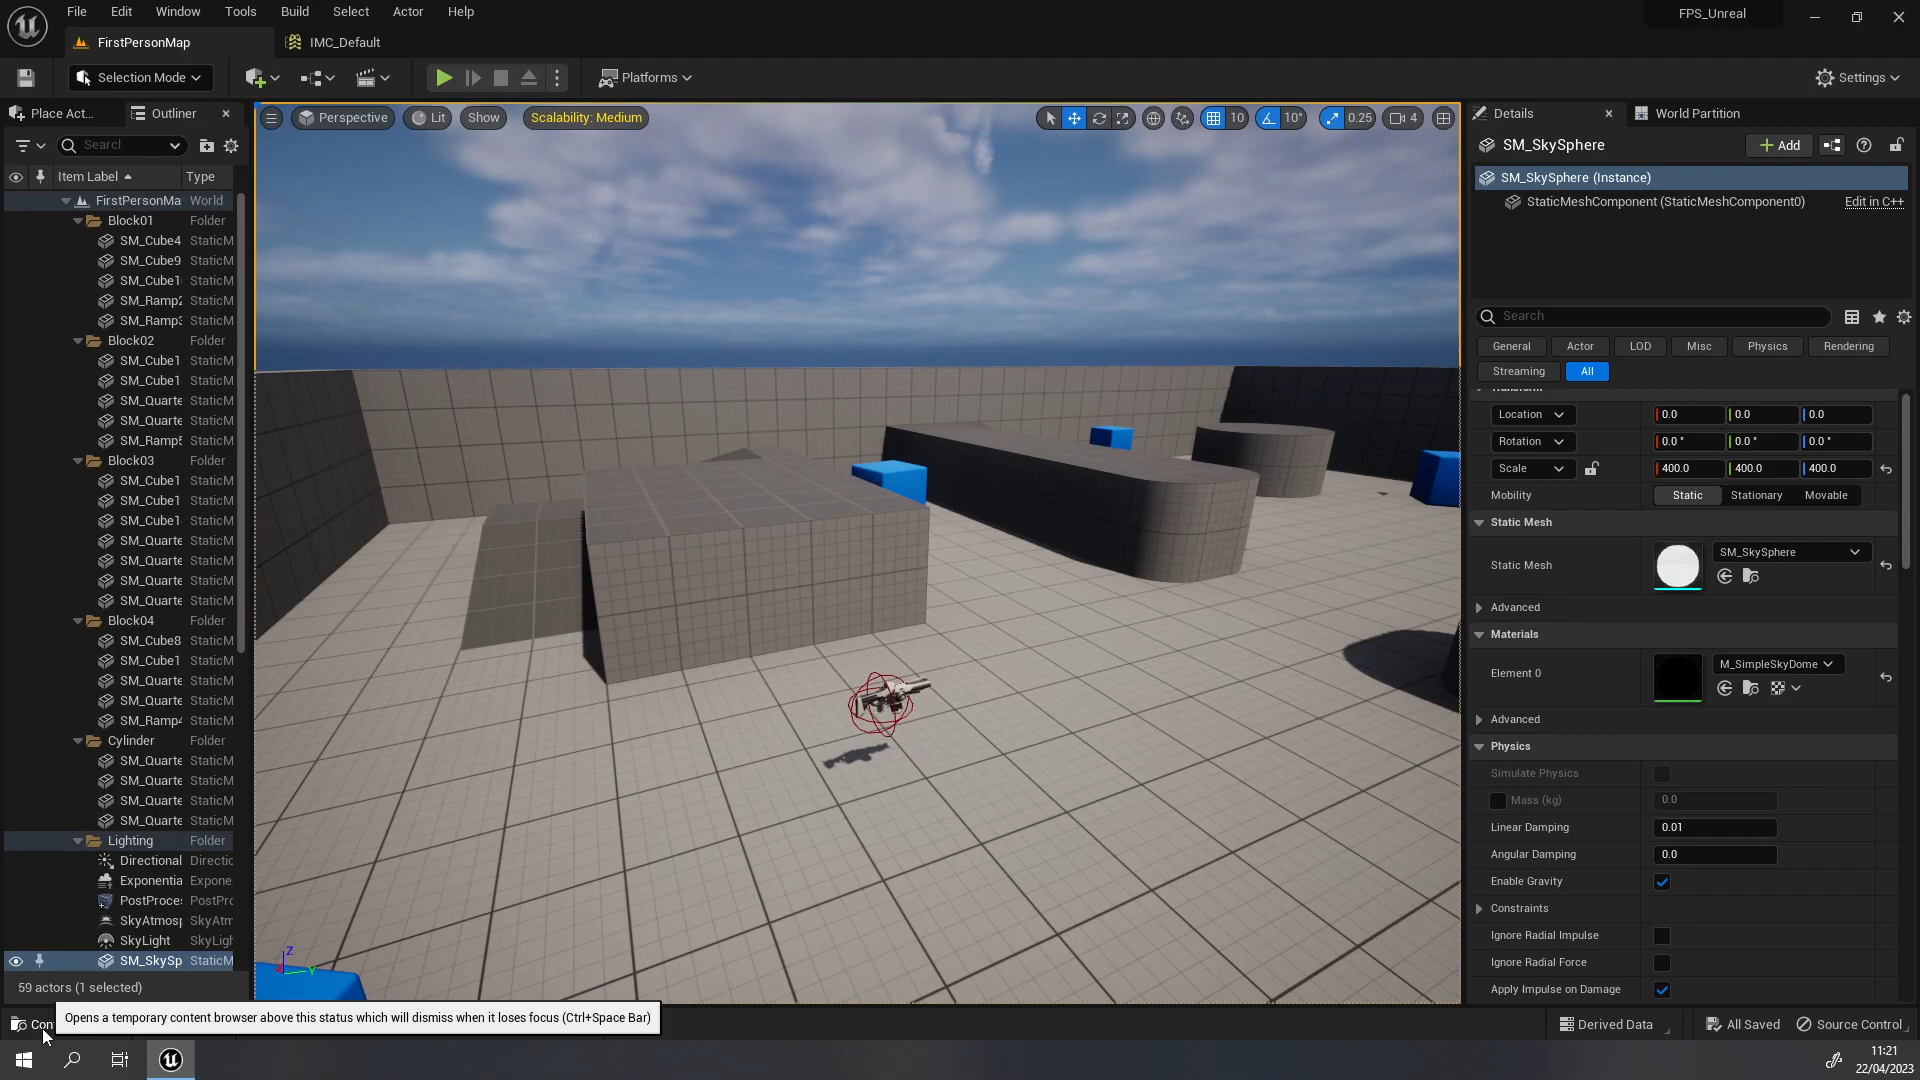 File Edit Window Tools Build Select Actor Help
FPS_Unreal
FirstPersonMap
IMC_Default
Selection Mode
Platforms
Settings
Place Act...
Outliner
Search
Item Label
Type
FirstPersonMa World
Block01 Folder
SM_Cube4 StaticM
SM_Cube9 StaticM
SM_Cube1 StaticM
SM_Ramp2 StaticM
SM_Ramp3 StaticM
Block02 Folder
SM_Cube1 StaticM
SM_Cube1 StaticM
SM_Quarte StaticM
SM_Quarte StaticM
SM_Ramp5 StaticM
Block03 Folder
SM_Cube1 StaticM
SM_Cube1 StaticM
SM_Cube1 StaticM
SM_Quarte StaticM
SM_Quarte StaticM
SM_Quarte StaticM
SM_Quarte StaticM
Block04 Folder
SM_Cube8 StaticM
SM_Cube1 StaticM
SM_Quarte StaticM
SM_Quarte StaticM
SM_Ramp4 StaticM
Cylinder Folder
SM_Quarte StaticM
SM_Quarte StaticM
SM_Quarte StaticM
SM_Quarte StaticM
Lighting Folder
Directional Directic
Exponentia Expone
PostProces PostPro
SkyAtmosp SkyAtm
SkyLight SkyLigh
SM_SkySp StaticM
59 actors (1 selected)
Perspective
Lit
Show
Scalability: Medium
10
10°
0.25
4
Z
Y
Details
World Partition
SM_SkySphere
Add
SM_SkySphere (Instance)
StaticMeshComponent (StaticMeshComponent0)
Edit in C++
Search
General Actor LOD Misc Physics Rendering
Streaming All
Transform
Location 0.0 0.0 0.0
Rotation 0.0 ° 0.0 ° 0.0 °
Scale 400.0 400.0 400.0
Mobility Static Stationary Movable
Static Mesh
Static Mesh SM_SkySphere
Advanced
Materials
Element 0 M_SimpleSkyDome
Advanced
Physics
Simulate Physics
Mass (kg) 0.0
Linear Damping 0.01
Angular Damping 0.0
Enable Gravity
Constraints
Ignore Radial Impulse
Ignore Radial Force
Apply Impulse on Damage
Con
Opens a temporary content browser above this status which will dismiss when it loses focus (Ctrl+Space Bar)
Derived Data
All Saved
Source Control
11:21
22/04/2023